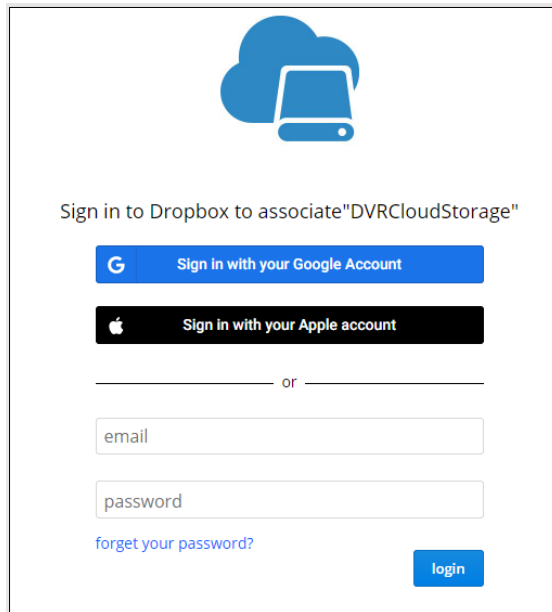 Sign in to Dropbox to associate"DVRCloudStorage"
G Sign in with your Google Account
Sign in with your Apple account
or
email
password
forget your password?
login